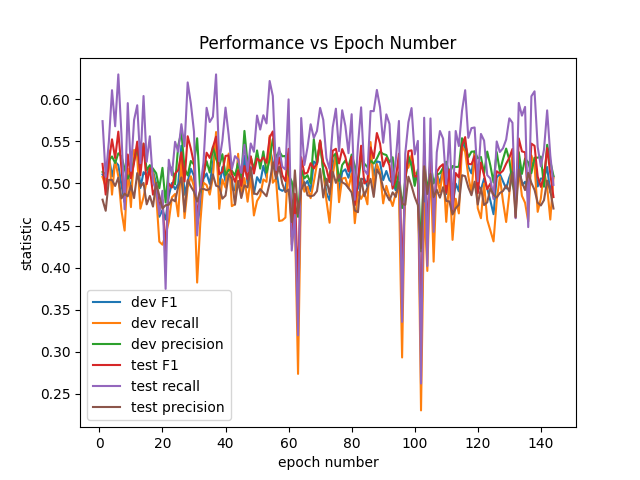 Performance vs Epoch Number
statistic
0.60
0.55
0.50
0.45
0.40
0.35
0.30
0.25
dev F1
dev recall
dev precision
test F1
test recall
test precision
0 20 40 60 80 100 120 140
epoch number